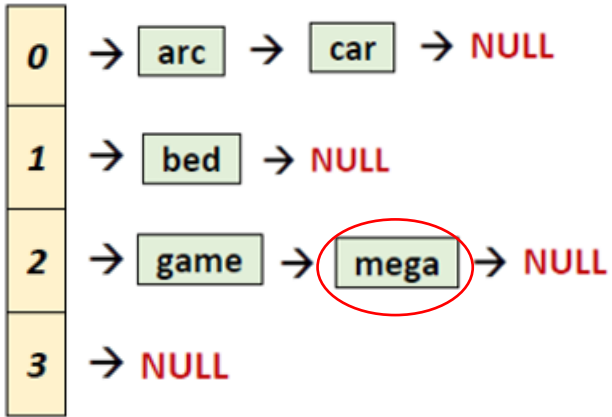 0 → arc → car → NULL
1 → bed → NULL
2 → game → mega → NULL
3 → NULL